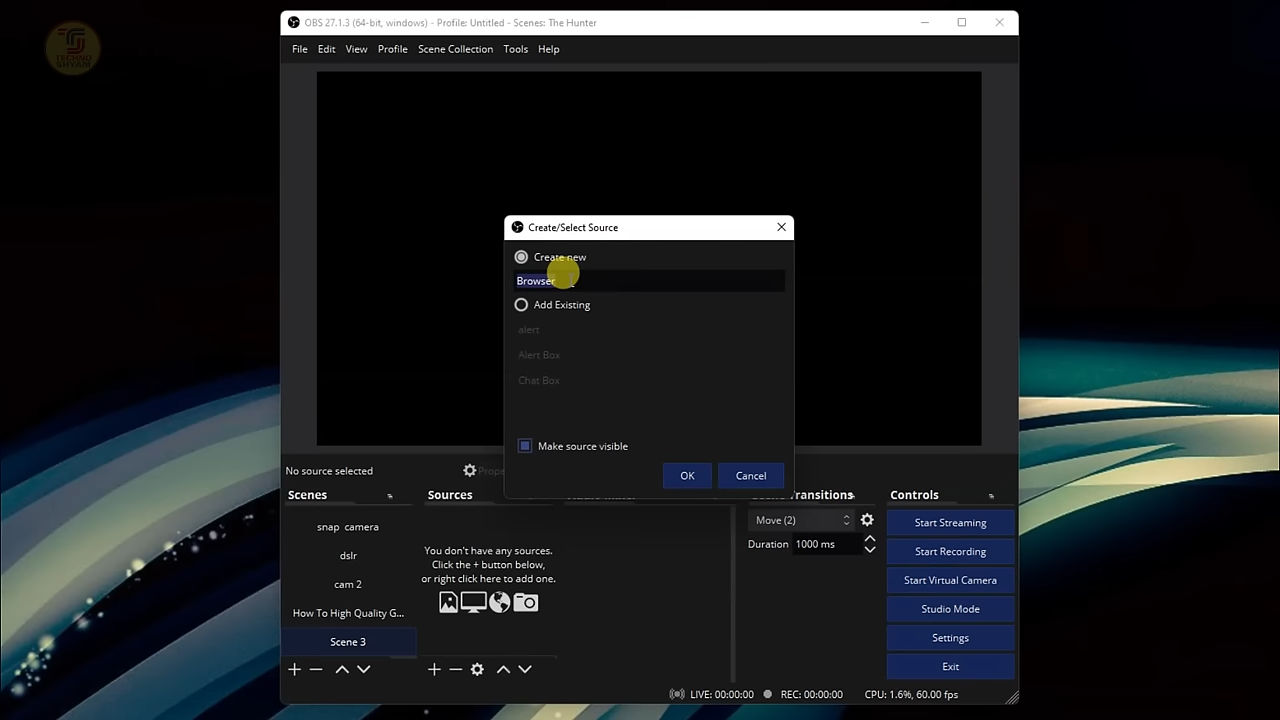 OBS 27.1.3 (64-bit, windows) - Profile: Untitled - Scenes: The Hunter
TECHNO
SHYAM
File Edit View Profile Scene Collection Tools Help
Create/Select Source
Create new
Browser
Add Existing
alert
Alert Box
Chat Box
Make source visible
OK Cancel
No source selected
Scenes
snap camera
dslr
cam 2
How To High Quality G...
Scene 3
Sources
You don't have any sources.
Click the + button below,
or right click here to add one.
Transitions
Move (2)
Duration 1000 ms
Controls
Start Streaming
Start Recording
Start Virtual Camera
Studio Mode
Settings
Exit
LIVE: 00:00:00 REC: 00:00:00 CPU: 1.6%, 60.00 fps